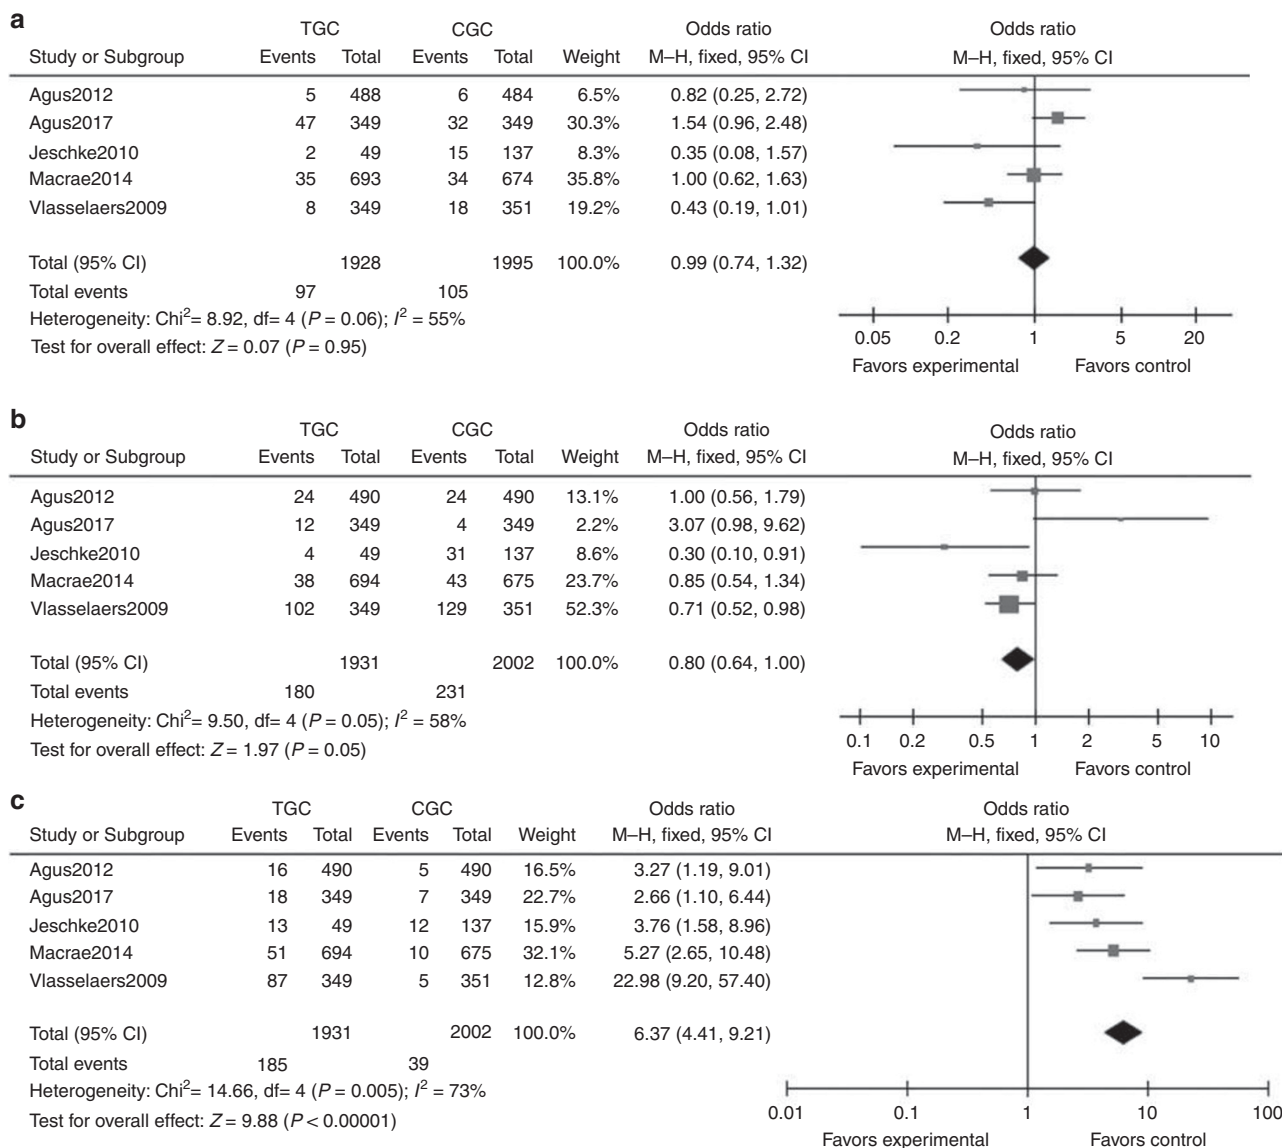 a
TGC CGC Odds ratio Odds ratio
Study or Subgroup Events Total Events Total Weight M–H, fixed, 95% CI M–H, fixed, 95% CI
Agus2012 5 488 6 484 6.5% 0.82 (0.25, 2.72)
Agus2017 47 349 32 349 30.3% 1.54 (0.96, 2.48)
Jeschke2010 2 49 15 137 8.3% 0.35 (0.08, 1.57)
Macrae2014 35 693 34 674 35.8% 1.00 (0.62, 1.63)
Vlasselaers2009 8 349 18 351 19.2% 0.43 (0.19, 1.01)
Total (95% CI) 1928 1995 100.0% 0.99 (0.74, 1.32)
Total events 97 105
Heterogeneity: Chi²= 8.92, df= 4 (P = 0.06); I² = 55%
Test for overall effect: Z = 0.07 (P = 0.95)
0.05 0.2 1 5 20
Favors experimental Favors control
b
TGC CGC Odds ratio Odds ratio
Study or Subgroup Events Total Events Total Weight M–H, fixed, 95% CI M–H, fixed, 95% CI
Agus2012 24 490 24 490 13.1% 1.00 (0.56, 1.79)
Agus2017 12 349 4 349 2.2% 3.07 (0.98, 9.62)
Jeschke2010 4 49 31 137 8.6% 0.30 (0.10, 0.91)
Macrae2014 38 694 43 675 23.7% 0.85 (0.54, 1.34)
Vlasselaers2009 102 349 129 351 52.3% 0.71 (0.52, 0.98)
Total (95% CI) 1931 2002 100.0% 0.80 (0.64, 1.00)
Total events 180 231
Heterogeneity: Chi²= 9.50, df= 4 (P = 0.05); I² = 58%
Test for overall effect: Z = 1.97 (P = 0.05)
0.1 0.2 0.5 1 2 5 10
Favors experimental Favors control
c
TGC CGC Odds ratio Odds ratio
Study or Subgroup Events Total Events Total Weight M–H, fixed, 95% CI M–H, fixed, 95% CI
Agus2012 16 490 5 490 16.5% 3.27 (1.19, 9.01)
Agus2017 18 349 7 349 22.7% 2.66 (1.10, 6.44)
Jeschke2010 13 49 12 137 15.9% 3.76 (1.58, 8.96)
Macrae2014 51 694 10 675 32.1% 5.27 (2.65, 10.48)
Vlasselaers2009 87 349 5 351 12.8% 22.98 (9.20, 57.40)
Total (95% CI) 1931 2002 100.0% 6.37 (4.41, 9.21)
Total events 185 39
Heterogeneity: Chi²= 14.66, df= 4 (P = 0.005); I² = 73%
Test for overall effect: Z = 9.88 (P < 0.00001)
0.01 0.1 1 10 100
Favors experimental Favors control